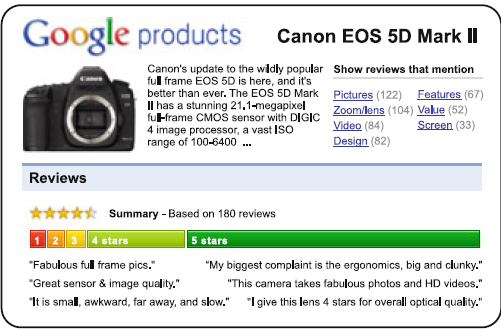 Google products
Canon EOS 5D Mark II
Canon's update to the wildly popular
full frame EOS 5D is here, and it's
better than ever. The EOS 5D Mark
II has a stunning 21.1-megapixel
full-frame CMOS sensor with DIGIC
4 image processor, a vast ISO
range of 100-6400 ...
Show reviews that mention
Pictures (122) Features (67)
Zoom/lens (104) Value (52)
Video (84) Screen (33)
Design (82)
Reviews
Summary - Based on 180 reviews
1 2 3 4 stars 5 stars
"Fabulous full frame pics." "My biggest complaint is the ergonomics, big and clunky."
"Great sensor & image quality." "This camera takes fabulous photos and HD videos."
"It is small, awkward, far away, and slow." "I give this lens 4 stars for overall optical quality."